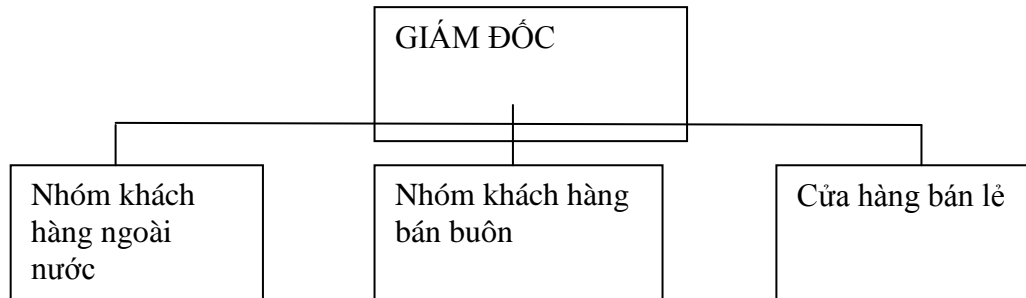 GIÁM ĐỐC
Nhóm khách
hàng ngoài
nước
Nhóm khách hàng
bán buôn
Cửa hàng bán lẻ